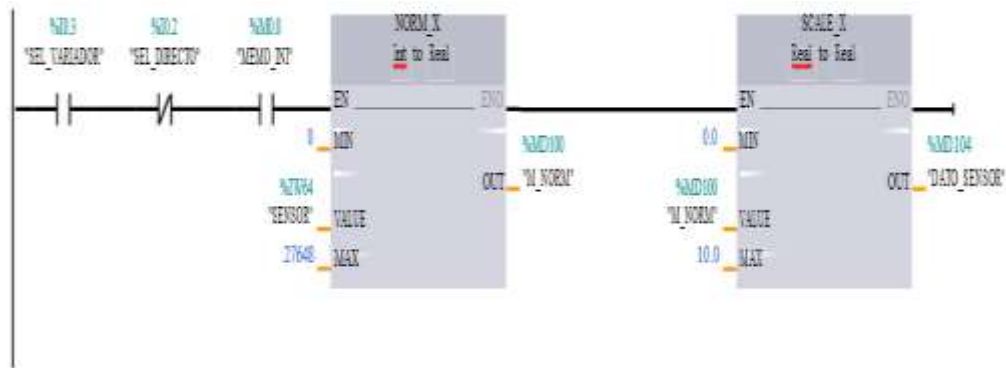 %I0.3 %I0.2 %M0.0 NORM_X SCALE_X
"SEL_VARIADOR" "SEL_DIRECTO" "MEMO_INI" Int to Real Real to Real
EN ENO EN ENO
0 MIN %MD100 0.0 MIN %MD104
OUT "M_NORM" OUT "DATO_SENSOR"
%IW64 %MD100
"SENSOR" VALUE "M_NORM" VALUE
27648 MAX 10.0 MAX